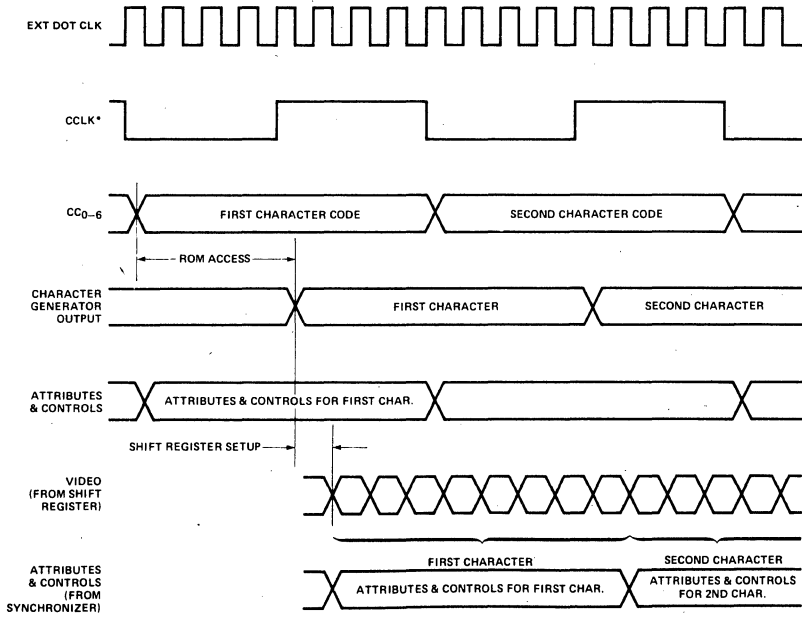 EXT DOT CLK
CCLK*
CC0–6
FIRST CHARACTER CODE
SECOND CHARACTER CODE
ROM ACCESS
CHARACTER
GENERATOR
OUTPUT
FIRST CHARACTER
SECOND CHARACTER
ATTRIBUTES
& CONTROLS
ATTRIBUTES & CONTROLS FOR FIRST CHAR.
SHIFT REGISTER SETUP
VIDEO
(FROM SHIFT
REGISTER)
FIRST CHARACTER
SECOND CHARACTER
ATTRIBUTES
& CONTROLS
(FROM
SYNCHRONIZER)
ATTRIBUTES & CONTROLS FOR FIRST CHAR.
ATTRIBUTES & CONTROLS
FOR 2ND CHAR.